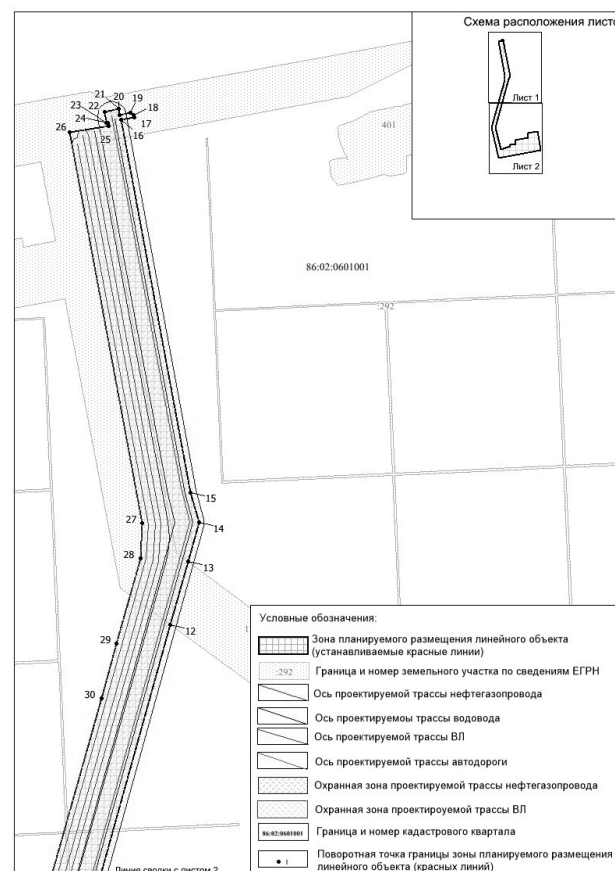 Схема расположения листо
Лист 1
Лист 2
21
20
19
23
22
18
24
17
26
25
16
401
86:02:0601001
:292
15
27
14
28
13
12
29
30
Условные обозначения:
Зона планируемого размещения линейного объекта
(устанавливаемые красные линии)
:292 Граница и номер земельного участка по сведениям ЕГРН
Ось проектируемой трассы нефтегазопровода
Ось проектируемоы трассы водовода
Ось проектируемой трассы ВЛ
Ось проектируемой трассы автодороги
Охранная зона проектируемой трассы нефтегазопровода
Охранная зона проектироуемой трассы ВЛ
86:02:0601001 Граница и номер кадастрового квартала
1 Поворотная точка границы зоны планируемого размещения
линейного объекта (красных линий)
Линия сводки с листом 2